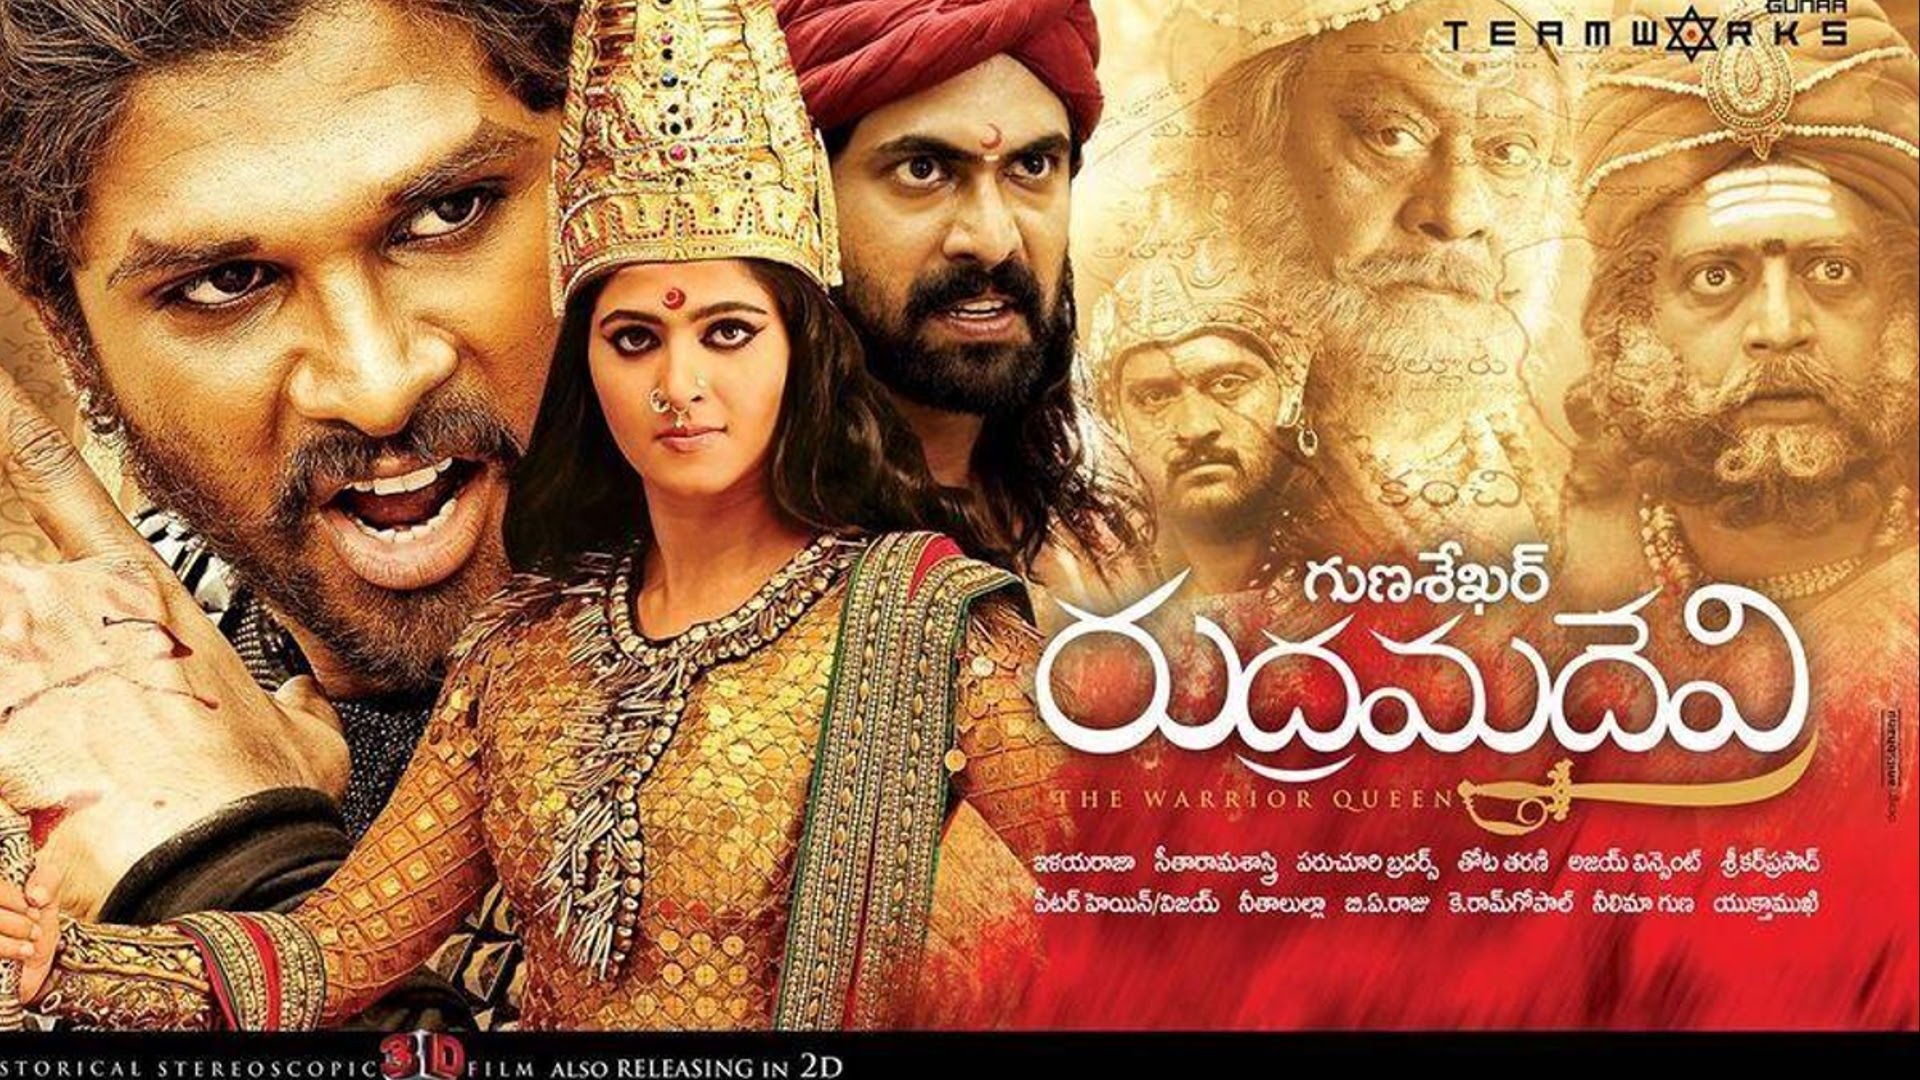 GUNAA
TEAMWORKS
నెల్లూరు
కంచి
గుణశేఖర్
రుద్రమదేవి
THE WARRIOR QUEEN
ఇళయరాజా సీతారామశాస్త్రి పరుచూరి బ్రదర్స్ తోట తరణి అజయ్ విన్సెంట్ శ్రీకర్‌ప్రసాద్
పీటర్ హెయిన్/విజయ్ నీతాలుల్లా బి.ఏ.రాజు కె.రామ్‌గోపాల్ నీలిమా గుణ యుక్తాముఖి
STORICAL STEREOSCOPIC 3D FILM ALSO RELEASING IN 2D